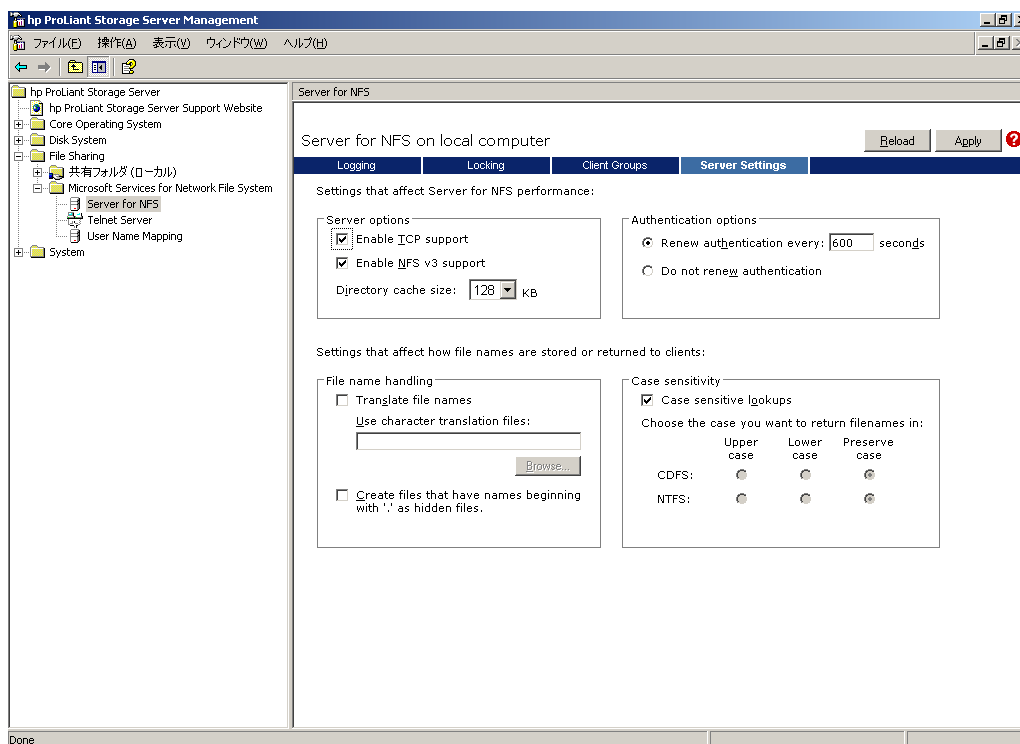 hp ProLiant Storage Server Management
ファイル(F) 操作(A) 表示(V) ウィンドウ(W) ヘルプ(H)
hp ProLiant Storage Server
hp ProLiant Storage Server Support Website
Core Operating System
Disk System
File Sharing
共有フォルダ (ローカル)
Microsoft Services for Network File System
Server for NFS
Telnet Server
User Name Mapping
System
Server for NFS
Server for NFS on local computer
Reload Apply ?
Logging Locking Client Groups Server Settings
Settings that affect Server for NFS performance:
Server options
Enable TCP support
Enable NFS v3 support
Directory cache size: 128 KB
Authentication options
Renew authentication every: 600 seconds
Do not renew authentication
Settings that affect how file names are stored or returned to clients:
File name handling
Translate file names
Use character translation files:
Browse...
Create files that have names beginning
with '.' as hidden files.
Case sensitivity
Case sensitive lookups
Choose the case you want to return filenames in:
Upper Lower Preserve
case case case
CDFS:
NTFS:
Done